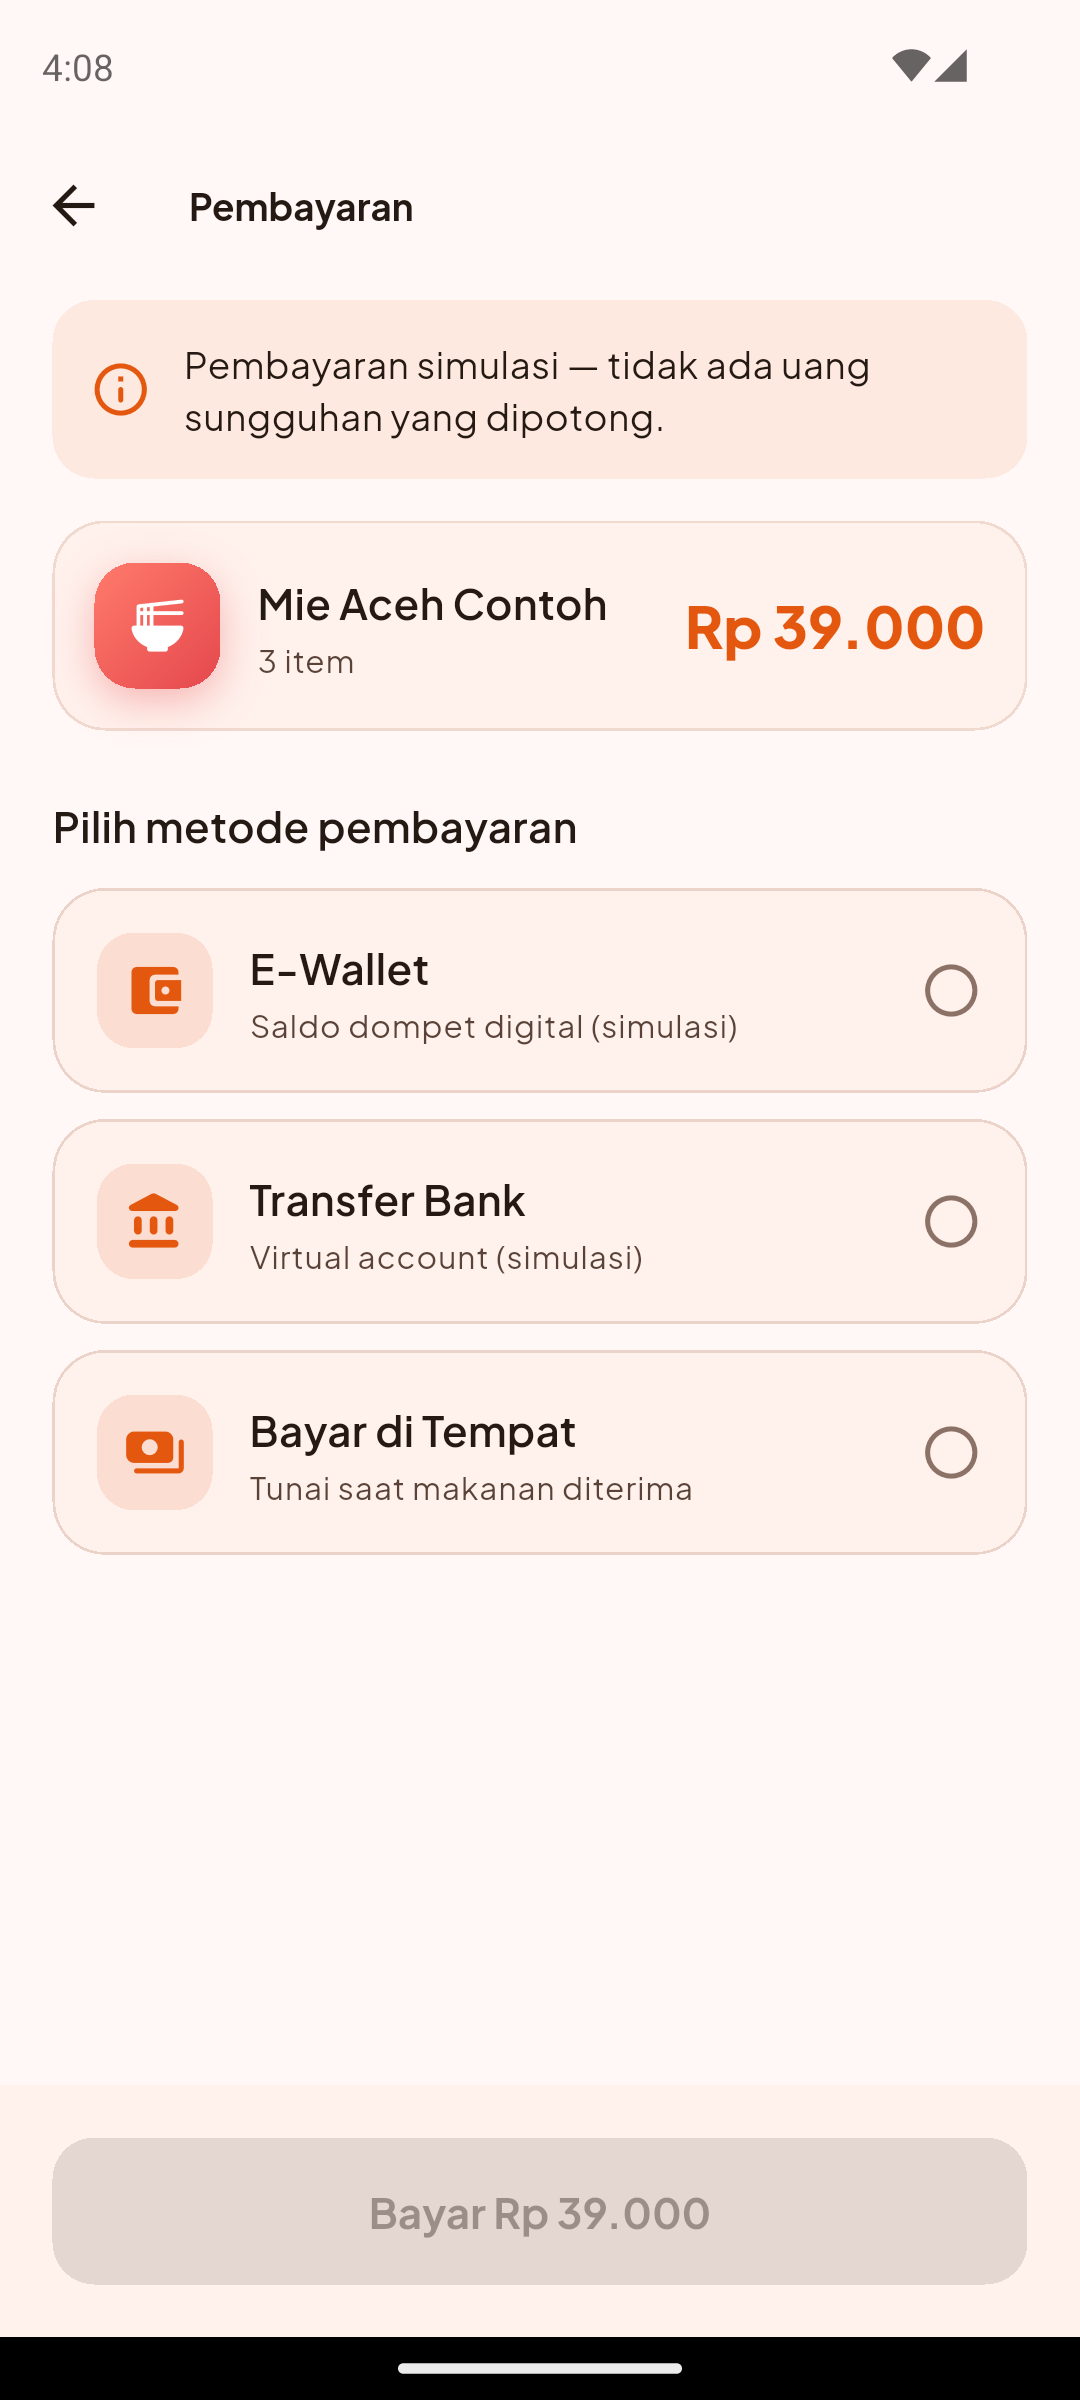 4:08
Pembayaran
Pembayaran simulasi — tidak ada uang
sungguhan yang dipotong.
Mie Aceh Contoh
3 item
Rp 39.000
Pilih metode pembayaran
E-Wallet
Saldo dompet digital (simulasi)
Transfer Bank
Virtual account (simulasi)
Bayar di Tempat
Tunai saat makanan diterima
Bayar Rp 39.000